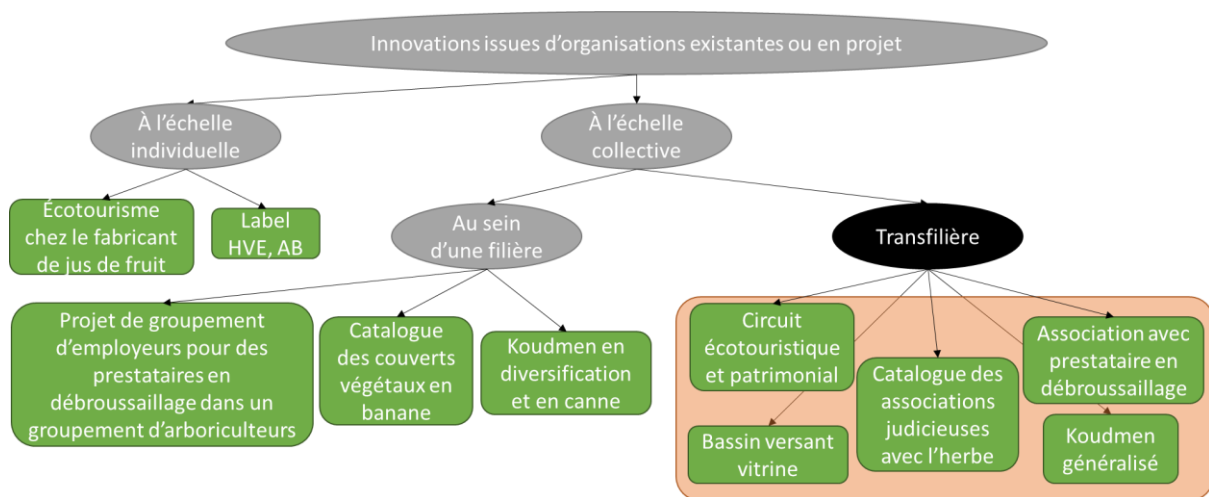 Innovations issues d'organisations existantes ou en projet
À l'échelle
individuelle
À l'échelle
collective
Écotourisme
chez le fabricant
de jus de fruit
Label
HVE, AB
Au sein
d'une filière
Transfilière
Projet de groupement
d'employeurs pour des
prestataires en
débroussaillage dans un
groupement d'arboriculteurs
Catalogue
des couverts
végétaux en
banane
Koudmen en
diversification
et en canne
Circuit
écotouristique
et patrimonial
Bassin versant
vitrine
Catalogue des
associations
judicieuses
avec l'herbe
Association avec
prestataire en
débroussaillage
Koudmen
généralisé